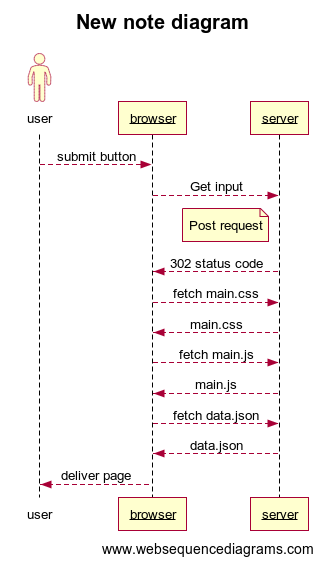 New note diagram
user
browser
server
submit button
Get input
Post request
302 status code
fetch main.css
main.css
fetch main.js
main.js
fetch data.json
data.json
deliver page
user
browser
server
www.websequencediagrams.com